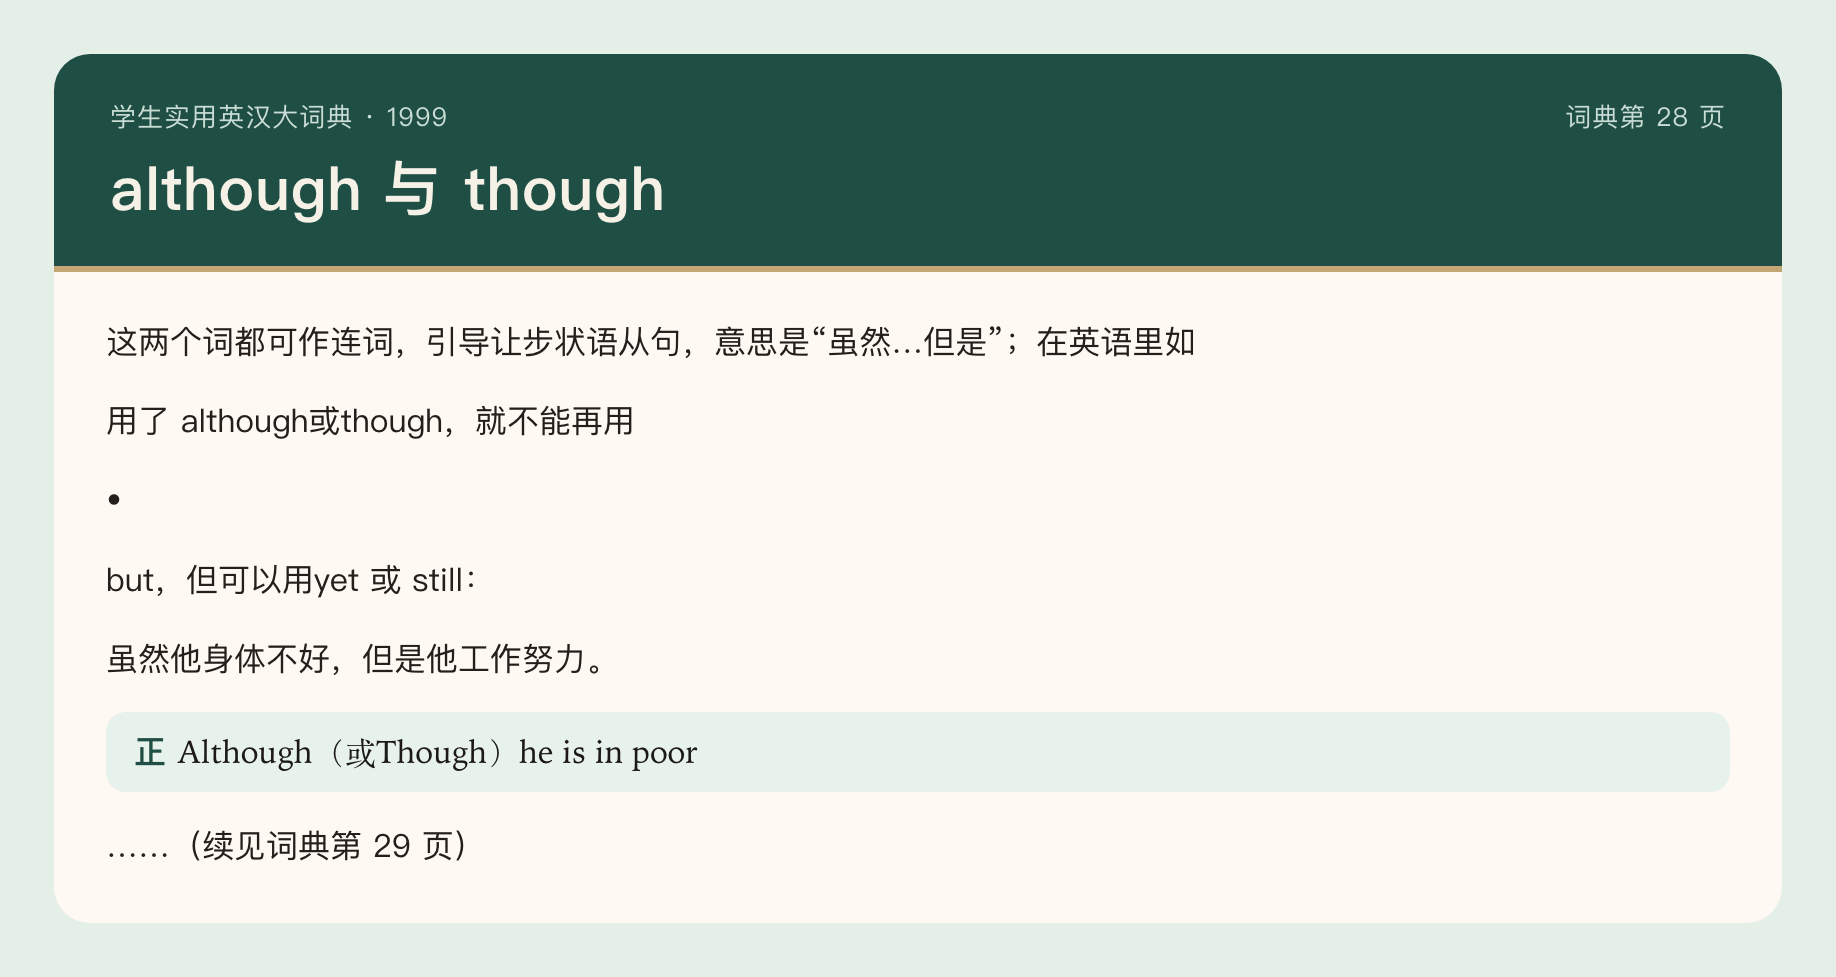 学生实用英汉大词典 · 1999
词典第 28 页
although 与 though
这两个词都可作连词，引导让步状语从句，意思是“虽然…但是”；在英语里如
用了 although或though，就不能再用
•
but，但可以用yet 或 still：
虽然他身体不好，但是他工作努力。
正 Although（或Though）he is in poor
……（续见词典第 29 页）